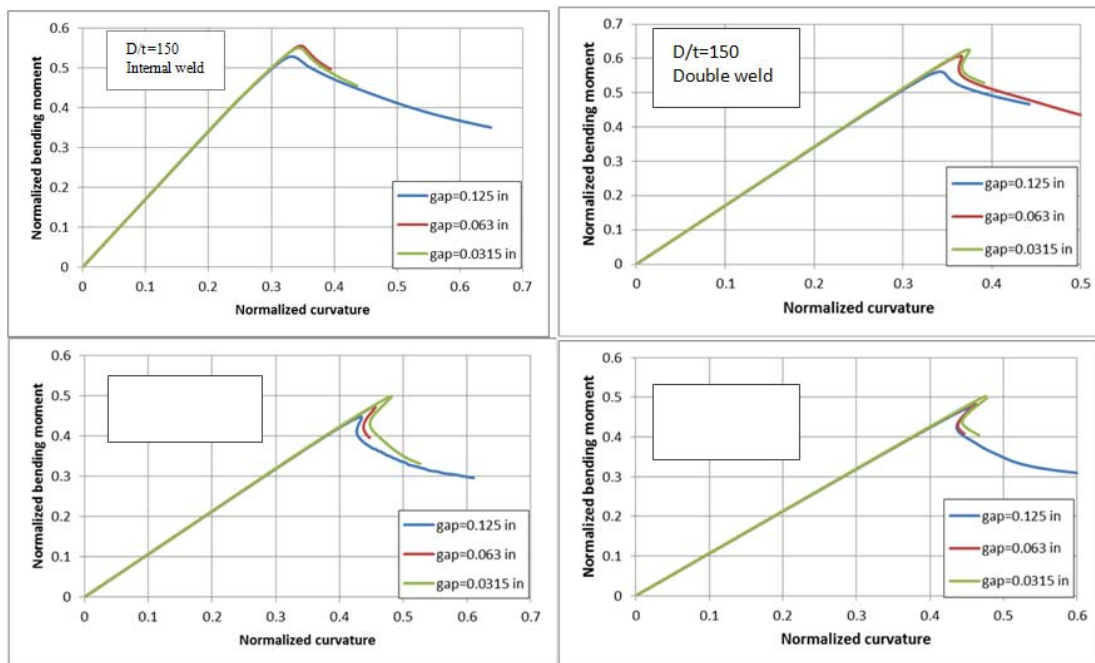 0.6
0.5
0.4
0.3
0.2
0.1
0
Normalized bending moment
D/t=150
Internal weld
gap=0.125 in
gap=0.063 in
gap=0.0315 in
0 0.1 0.2 0.3 0.4 0.5 0.6 0.7
Normalized curvature
0.7
0.6
0.5
0.4
0.3
0.2
0.1
0
Normalized bending moment
D/t=150
Double weld
gap=0.125 in
gap=0.063 in
gap=0.0315 in
0 0.1 0.2 0.3 0.4 0.5
Normalized curvature
0.6
0.5
0.4
0.3
0.2
0.1
0
Normalized bending moment
gap=0.125 in
gap=0.063 in
gap=0.0315 in
0 0.1 0.2 0.3 0.4 0.5 0.6 0.7
Normalized curvature
0.6
0.5
0.4
0.3
0.2
0.1
0
Normalized bending moment
gap=0.125 in
gap=0.063 in
gap=0.0315 in
0 0.1 0.2 0.3 0.4 0.5 0.6
Normalized curvature